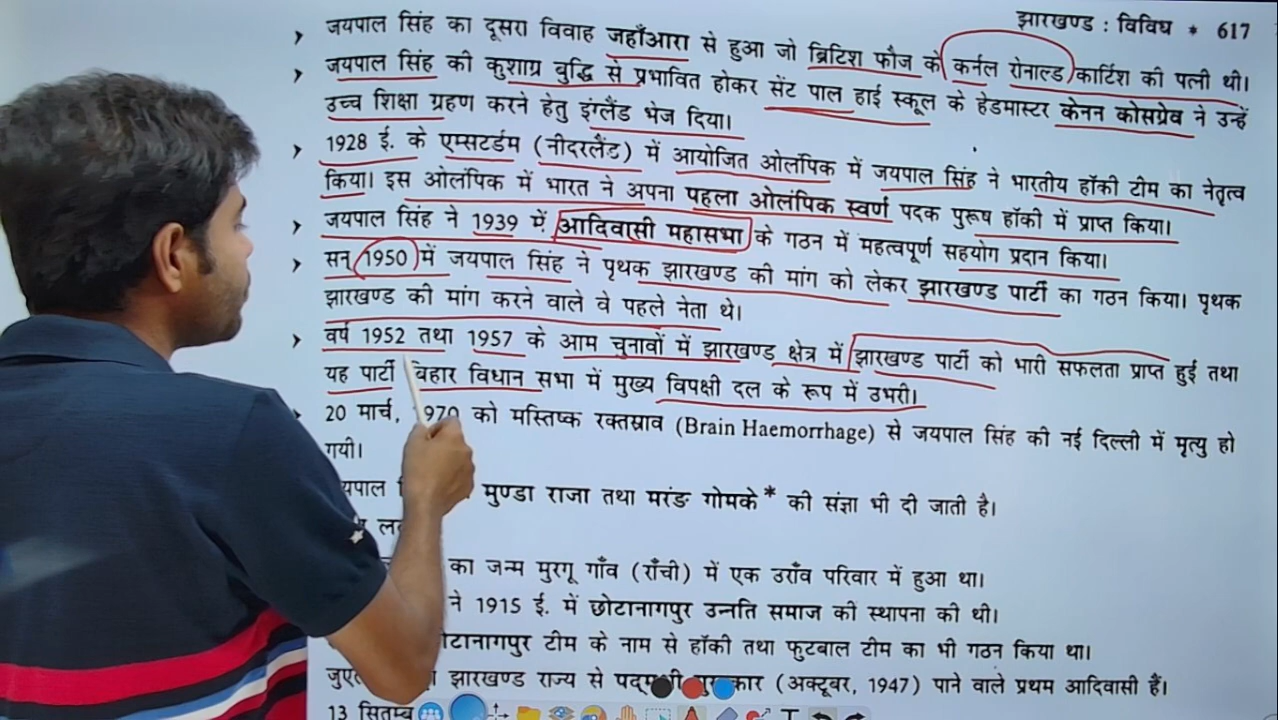 झारखण्ड : विविध * 617
जयपाल सिंह का दूसरा विवाह जहाँआरा से हुआ जो ब्रिटिश फौज के कर्नल रोनाल्ड कार्टिश की पत्नी थी।
जयपाल सिंह की कुशाग्र बुद्धि से प्रभावित होकर सेंट पाल हाई स्कूल के हेडमास्टर केनन कोसग्रेव ने उन्हें
उच्च शिक्षा ग्रहण करने हेतु इंग्लैंड भेज दिया।
1928 ई. के एम्सटर्डम (नीदरलैंड) में आयोजित ओलंपिक में जयपाल सिंह ने भारतीय हॉकी टीम का नेतृत्व
किया। इस ओलंपिक में भारत ने अपना पहला ओलंपिक स्वर्ण पदक पुरूष हॉकी में प्राप्त किया।
जयपाल सिंह ने 1939 में आदिवासी महासभा के गठन में महत्वपूर्ण सहयोग प्रदान किया।
सन् 1950 में जयपाल सिंह ने पृथक झारखण्ड की मांग को लेकर झारखण्ड पार्टी का गठन किया। पृथक
झारखण्ड की मांग करने वाले वे पहले नेता थे।
वर्ष 1952 तथा 1957 के आम चुनावों में झारखण्ड क्षेत्र में झारखण्ड पार्टी को भारी सफलता प्राप्त हुई तथा
यह पार्टी बिहार विधान सभा में मुख्य विपक्षी दल के रूप में उभरी।
20 मार्च, 1970 को मस्तिष्क रक्तस्राव (Brain Haemorrhage) से जयपाल सिंह की नई दिल्ली में मृत्यु हो
गयी।
मुण्डा राजा तथा मरंङ गोमके* की संज्ञा भी दी जाती है।
का जन्म मुरगू गाँव (राँची) में एक उराँव परिवार में हुआ था।
ने 1915 ई. में छोटानागपुर उन्नति समाज की स्थापना की थी।
टीम के नाम से हॉकी तथा फुटबाल टीम का भी गठन किया था।
झारखण्ड राज्य से (अक्टूबर, 1947) पाने वाले प्रथम आदिवासी हैं।
13